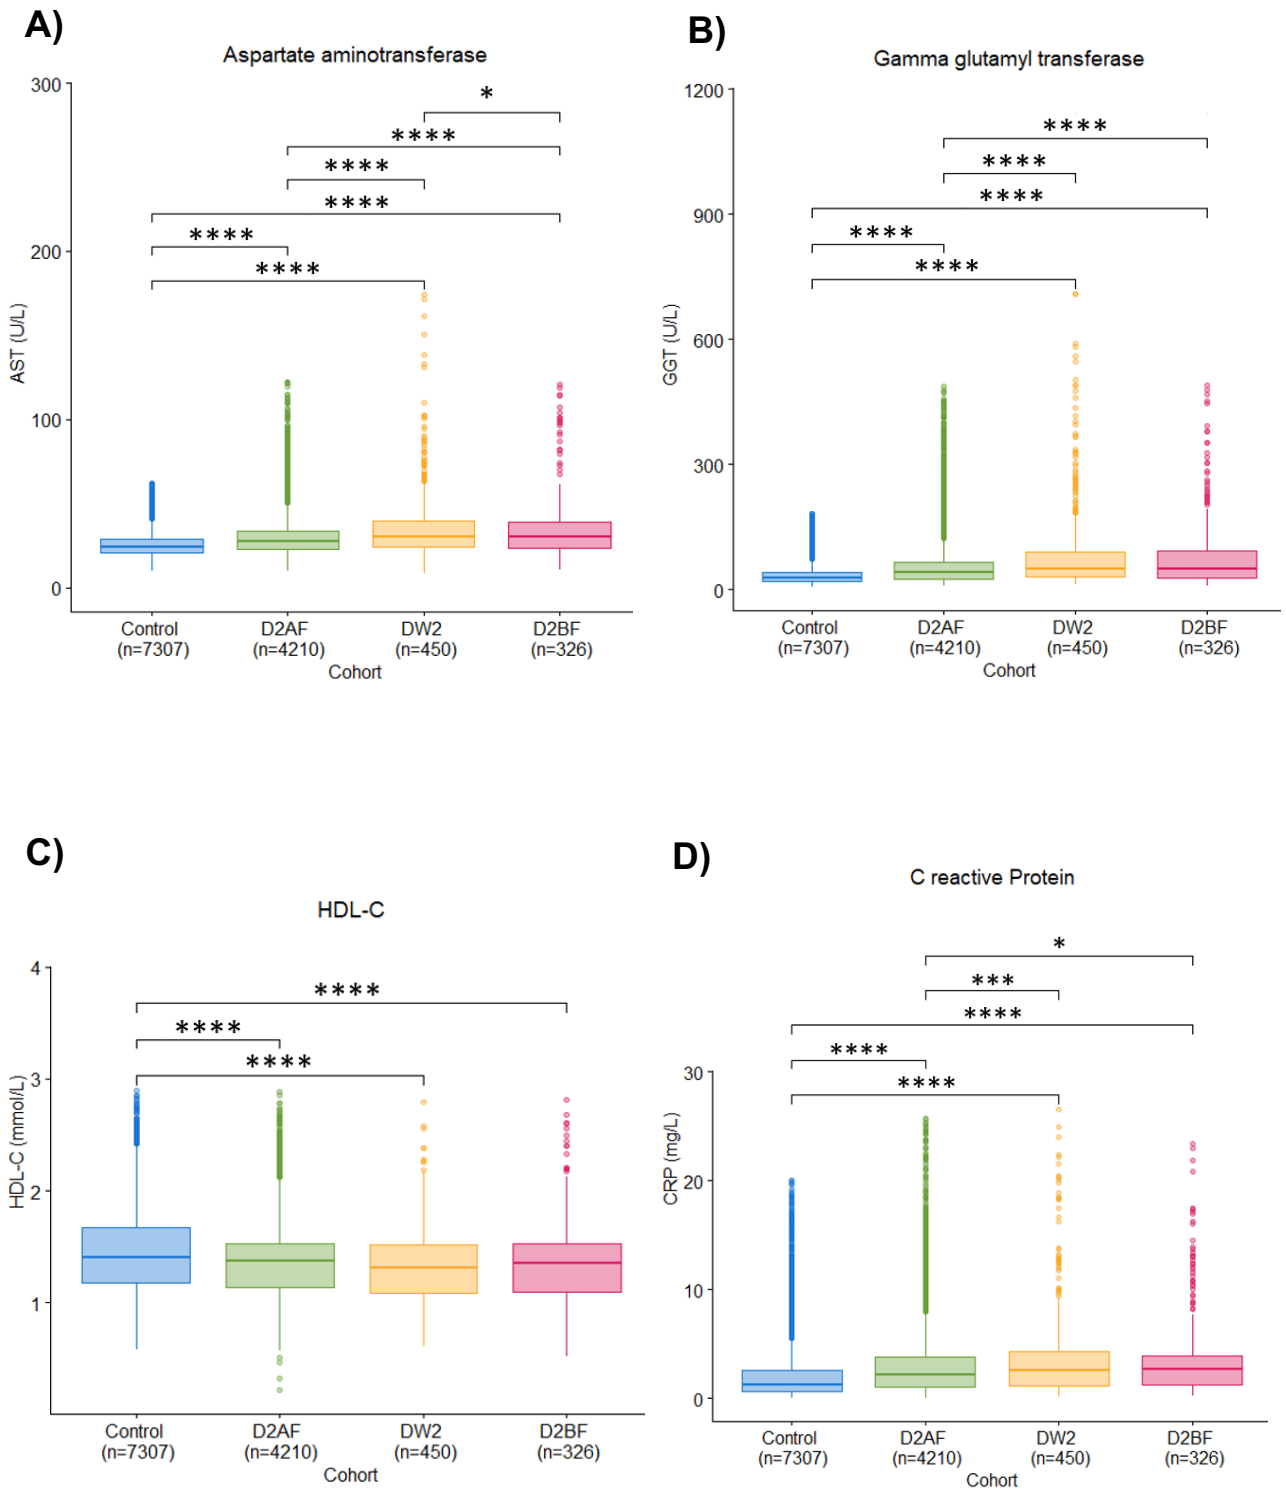 A)
Aspartate aminotransferase
300
200
100
0
AST (U/L)
*
****
****
****
****
****
Control
(n=7307)
D2AF
(n=4210)
DW2
(n=450)
D2BF
(n=326)
Cohort
B)
Gamma glutamyl transferase
1200
900
600
300
0
GGT (U/L)
****
****
****
****
****
Control
(n=7307)
D2AF
(n=4210)
DW2
(n=450)
D2BF
(n=326)
Cohort
C)
HDL-C
4
3
2
1
HDL-C (mmol/L)
****
****
****
Control
(n=7307)
D2AF
(n=4210)
DW2
(n=450)
D2BF
(n=326)
Cohort
D)
C reactive Protein
30
20
10
0
CRP (mg/L)
*
***
****
****
****
Control
(n=7307)
D2AF
(n=4210)
DW2
(n=450)
D2BF
(n=326)
Cohort